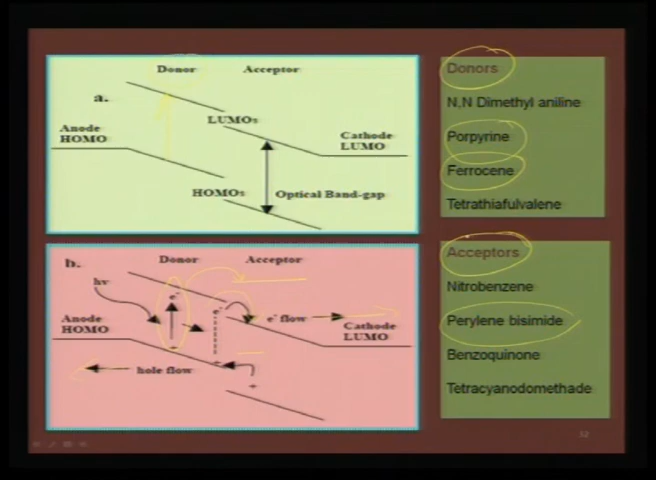 Donor Acceptor
a.
LUMOs
Anode
HOMO
Cathode
LUMO
HOMOs
Optical Band-gap
b.
Donor Acceptor
hv
e-
e-
e- flow
Anode
HOMO
Cathode
LUMO
hole flow
+
Donors
N,N Dimethyl aniline
Porpyrine
Ferrocene
Tetrathiafulvalene
Acceptors
Nitrobenzene
Perylene bisimide
Benzoquinone
Tetracyanodomethade